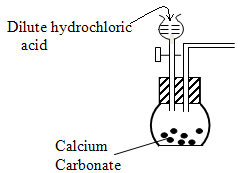 Dilute hydrochloric
acid
Calcium
Carbonate